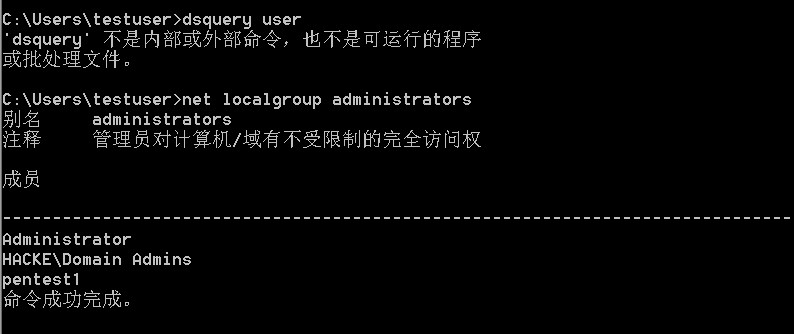 C:\Users\testuser>dsquery user
'dsquery' 不是内部或外部命令，也不是可运行的程序
或批处理文件。
C:\Users\testuser>net localgroup administrators
别名     administrators
注释     管理员对计算机/域有不受限制的完全访问权
成员
-------------------------------------------------------------------------------
Administrator
HACKE\Domain Admins
pentest1
命令成功完成。